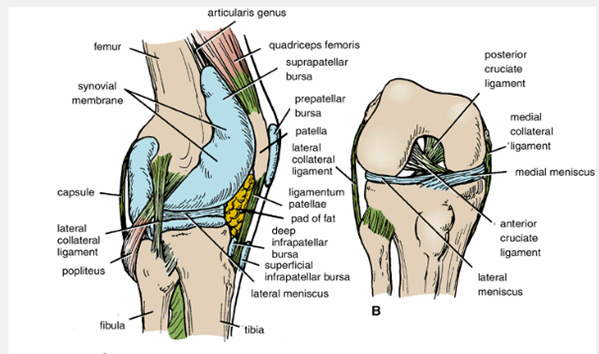 articularis genus
femur
quadriceps femoris
suprapatellar
bursa
synovial
membrane
prepatellar
bursa
patella
lateral
collateral
ligament
capsule
ligamentum
patellae
pad of fat
lateral
collateral
ligament
deep
infrapatellar
bursa
popliteus
superficial
infrapatellar bursa
lateral meniscus
fibula
tibia
posterior
cruciate
ligament
medial
collateral
ligament
medial meniscus
anterior
cruciate
ligament
lateral
meniscus
B